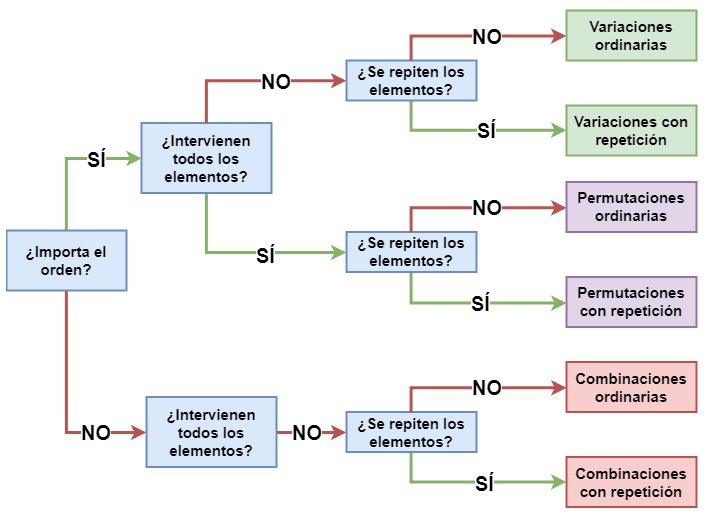 NO
Variaciones
ordinarias
¿Se repiten los
elementos?
NO
SÍ
Variaciones con
repetición
SÍ
¿Intervienen
todos los
elementos?
NO
Permutaciones
ordinarias
SÍ
¿Se repiten los
elementos?
¿Importa el
orden?
SÍ
Permutaciones
con repetición
NO
Combinaciones
ordinarias
NO
¿Intervienen
todos los
elementos?
NO
¿Se repiten los
elementos?
SÍ
Combinaciones
con repetición